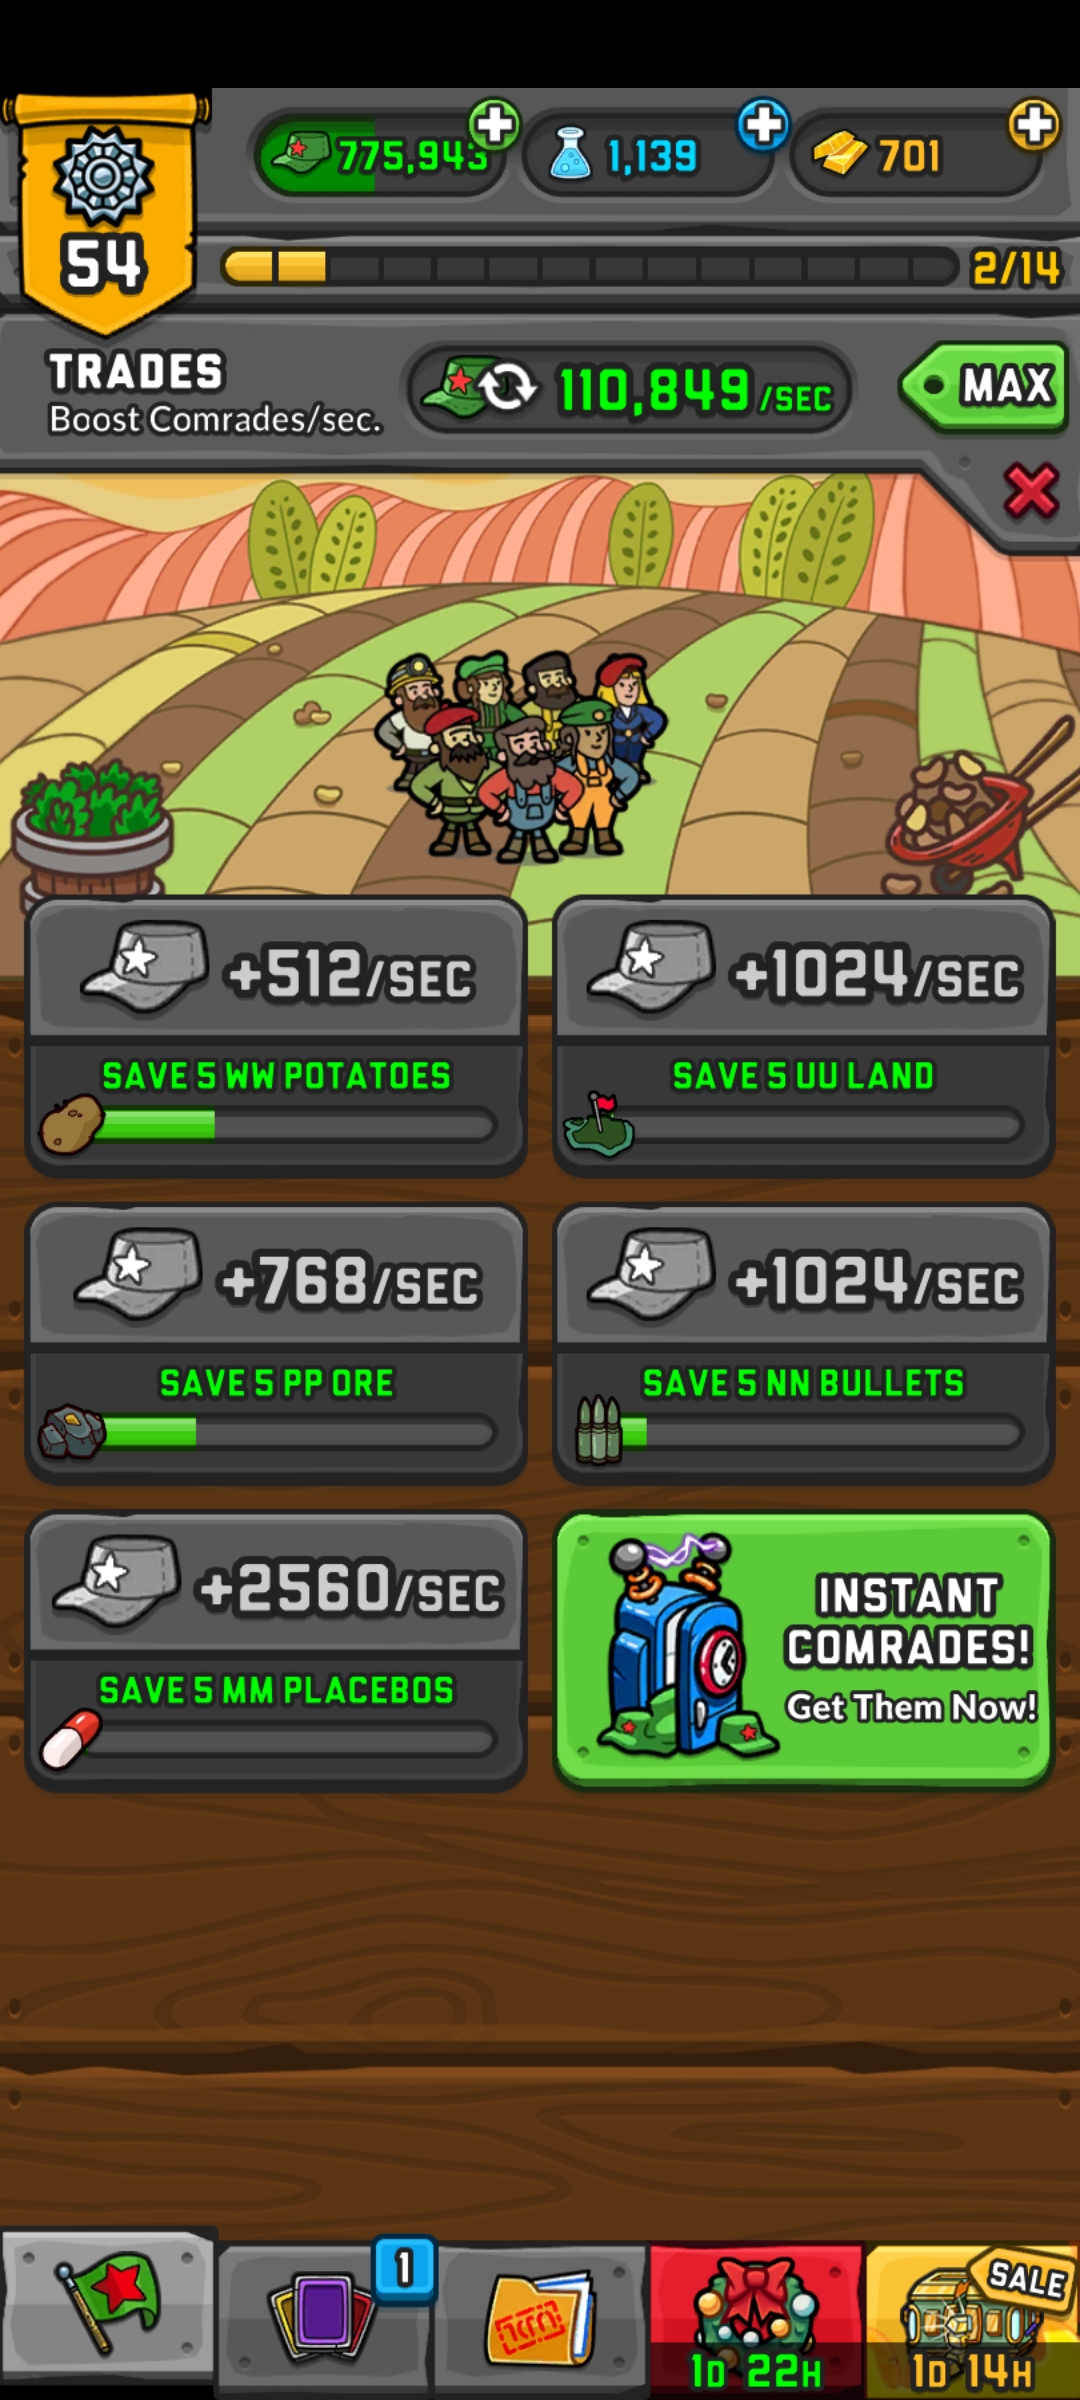 775,943
1,139
701
54
2/14
TRADES
Boost Comrades/sec.
110,849/SEC
MAX
+512/SEC
SAVE 5 WW POTATOES
+1024/SEC
SAVE 5 UU LAND
+768/SEC
SAVE 5 PP ORE
+1024/SEC
SAVE 5 NN BULLETS
+2560/SEC
SAVE 5 MM PLACEBOS
INSTANT
COMRADES!
Get Them Now!
1
SALE
1D 22H
1D 14H